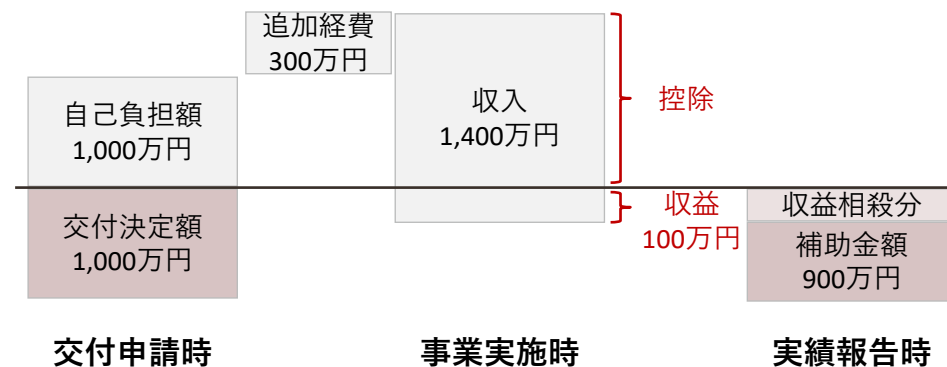 追加経費
300万円
自己負担額
1,000万円
収入
1,400万円
控除
交付決定額
1,000万円
収益
100万円
収益相殺分
補助金額
900万円
交付申請時
事業実施時
実績報告時